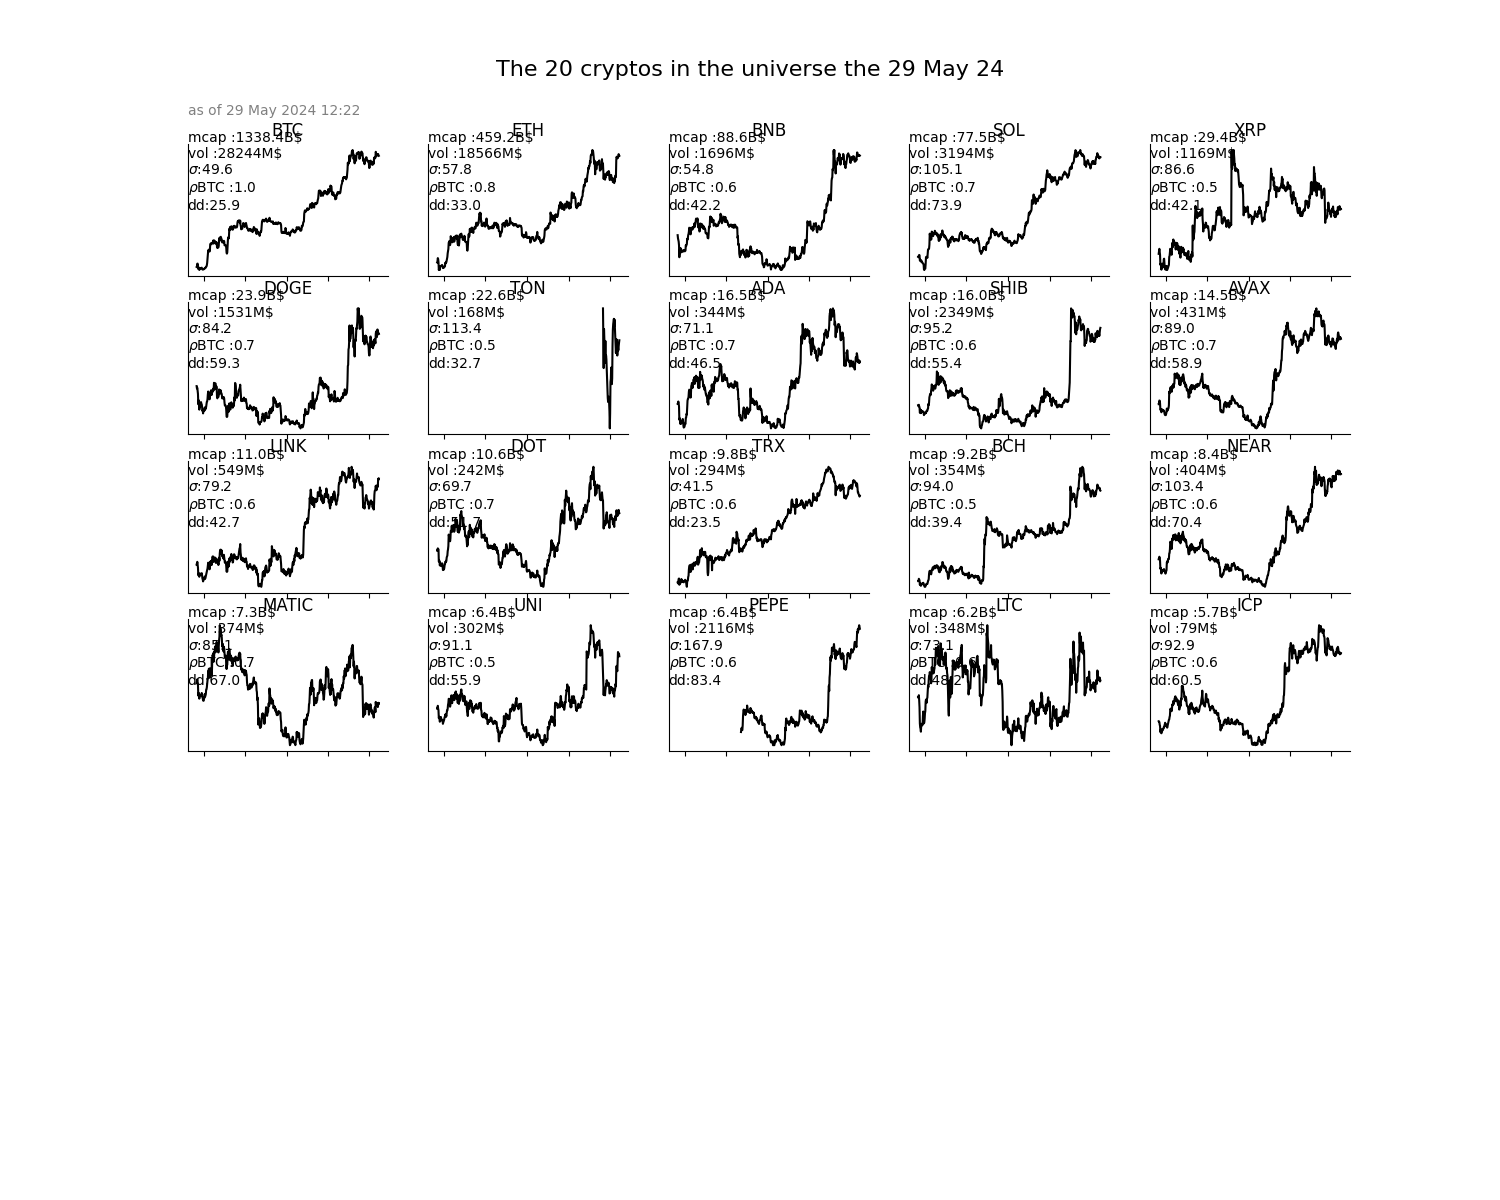 The 20 cryptos in the universe the 29 May 24
as of 29 May 2024 12:22
BTC
mcap :1338.4B$
vol :28244M$
σ:49.6
ρBTC :1.0
dd:25.9
ETH
mcap :459.2B$
vol :18566M$
σ:57.8
ρBTC :0.8
dd:33.0
BNB
mcap :88.6B$
vol :1696M$
σ:54.8
ρBTC :0.6
dd:42.2
SOL
mcap :77.5B$
vol :3194M$
σ:105.1
ρBTC :0.7
dd:73.9
XRP
mcap :29.4B$
vol :1169M$
σ:86.6
ρBTC :0.5
dd:42.1
DOGE
mcap :23.9B$
vol :1531M$
σ:84.2
ρBTC :0.7
dd:59.3
TON
mcap :22.6B$
vol :168M$
σ:113.4
ρBTC :0.5
dd:32.7
ADA
mcap :16.5B$
vol :344M$
σ:71.1
ρBTC :0.7
dd:46.5
SHIB
mcap :16.0B$
vol :2349M$
σ:95.2
ρBTC :0.6
dd:55.4
AVAX
mcap :14.5B$
vol :431M$
σ:89.0
ρBTC :0.7
dd:58.9
LINK
mcap :11.0B$
vol :549M$
σ:79.2
ρBTC :0.6
dd:42.7
DOT
mcap :10.6B$
vol :242M$
σ:69.7
ρBTC :0.7
TRX
mcap :9.8B$
vol :294M$
σ:41.5
ρBTC :0.6
dd:23.5
BCH
mcap :9.2B$
vol :354M$
σ:94.0
ρBTC :0.5
dd:39.4
NEAR
mcap :8.4B$
vol :404M$
σ:103.4
ρBTC :0.6
dd:70.4
MATIC
mcap :7.3B$
vol :374M$
σ:85.1
ρBTC :0.7
dd:67.0
UNI
mcap :6.4B$
vol :302M$
σ:91.1
ρBTC :0.5
dd:55.9
PEPE
mcap :6.4B$
vol :2116M$
σ:167.9
ρBTC :0.6
dd:83.4
LTC
mcap :6.2B$
vol :348M$
σ:73.1
ρBTC :0.6
dd:48.2
ICP
mcap :5.7B$
vol :79M$
σ:92.9
ρBTC :0.6
dd:60.5